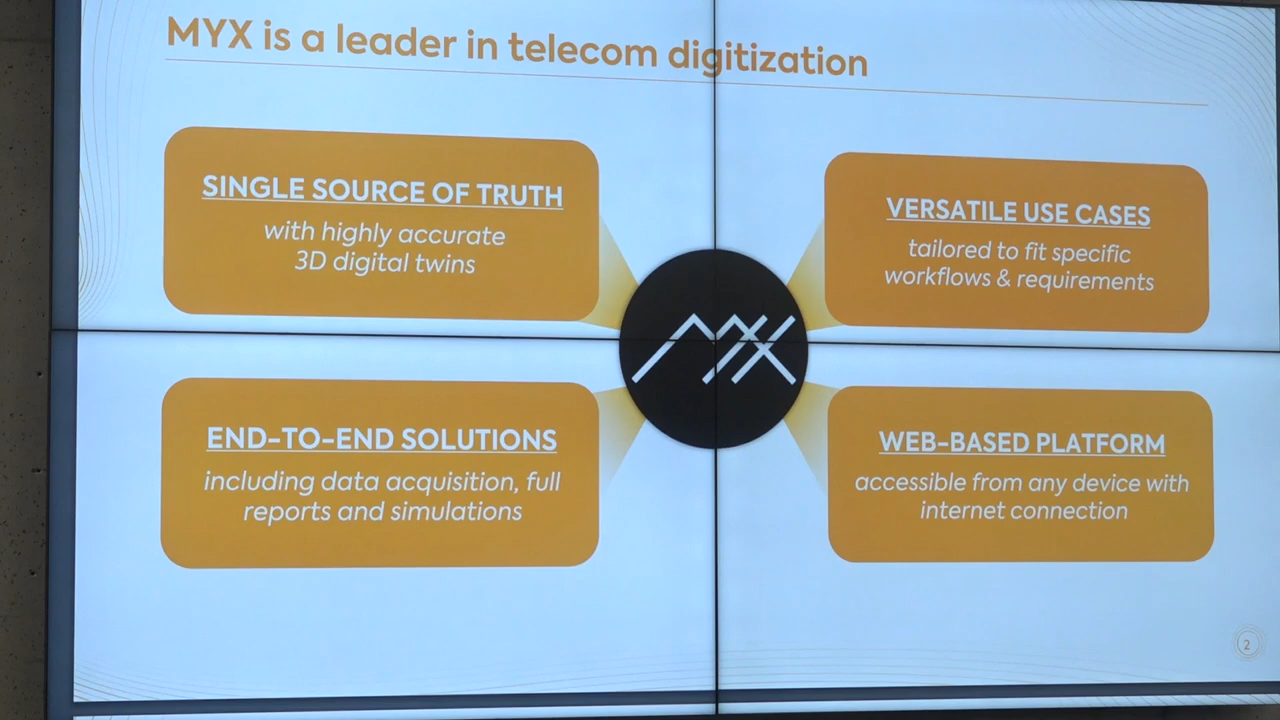 MYX is a leader in telecom digitization
SINGLE SOURCE OF TRUTH
with highly accurate
3D digital twins
VERSATILE USE CASES
tailored to fit specific
workflows & requirements
MYX
END-TO-END SOLUTIONS
including data acquisition, full
reports and simulations
WEB-BASED PLATFORM
accessible from any device with
internet connection
2